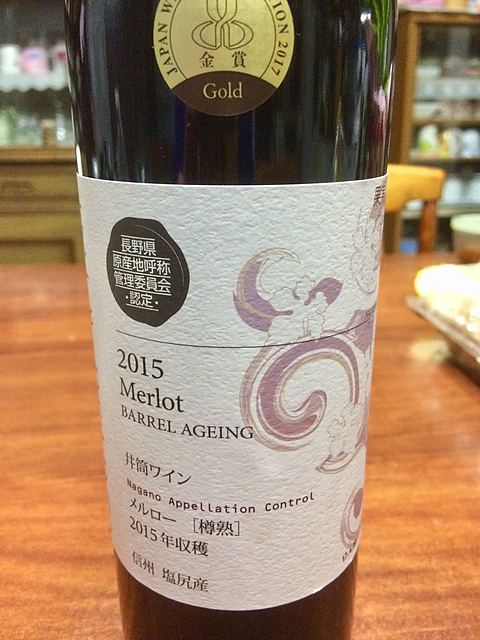 JAPAN W
TION 2017
金賞
Gold
長野県
原産地呼称
管理委員会
・認定・
2015
Merlot
BARREL AGEING
井筒ワイン
Nagano Appellation Control
メルロー [樽熟]
2015年収穫
信州 塩尻産